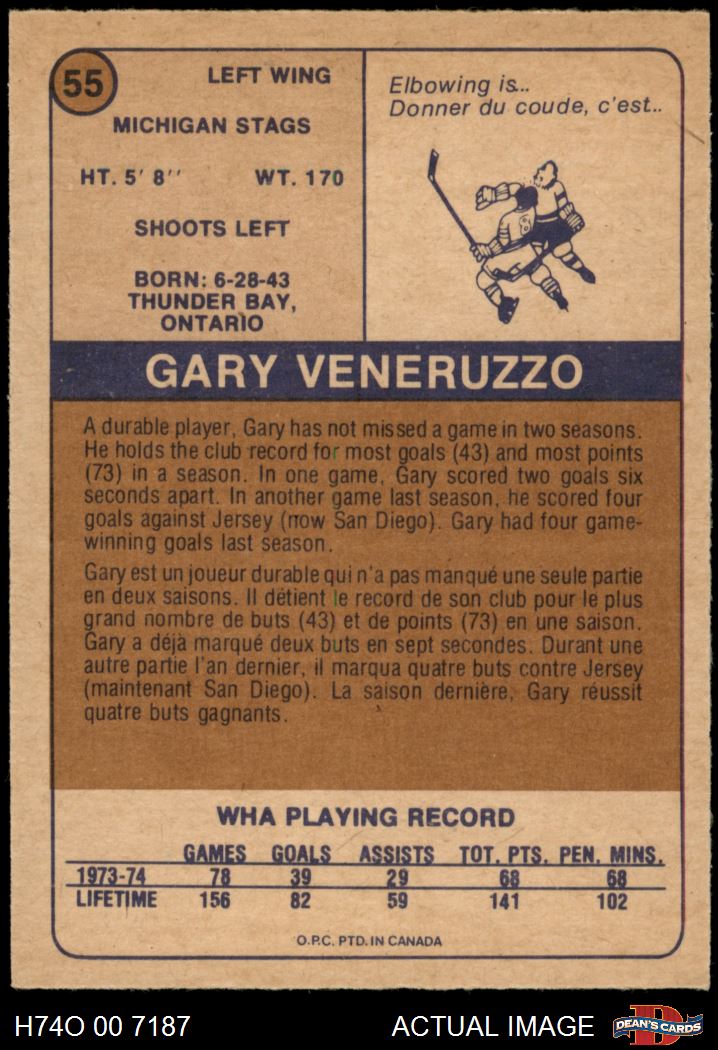 55
LEFT WING
MICHIGAN STAGS
HT. 5' 8'' WT. 170
SHOOTS LEFT
BORN: 6-28-43
THUNDER BAY,
ONTARIO
Elbowing is...
Donner du coude, c'est..
GARY VENERUZZO
A durable player, Gary has not missed a game in two seasons.
He holds the club record for most goals (43) and most points
(73) in a season. In one game, Gary scored two goals six
seconds apart. In another game last season, he scored four
goals against Jersey (now San Diego). Gary had four game-
winning goals last season.
Gary est un joueur durable qui n'a pas manqué une seule partie
en deux saisons. Il détient le record de son club pour le plus
grand nombre de buts (43) et de points (73) en une saison.
Gary a déjà marqué deux buts en sept secondes. Durant une
autre partie l'an dernier, il marqua quatre buts contre Jersey
(maintenant San Diego). La saison dernière, Gary réussit
quatre buts gagnants.
WHA PLAYING RECORD
GAMES GOALS ASSISTS TOT. PTS. PEN. MINS.
1973-74 78 39 29 68 68
LIFETIME 156 82 59 141 102
O.P.C. PTD. IN CANADA
H74O 00 7187 ACTUAL IMAGE D DEAN'S CARDS